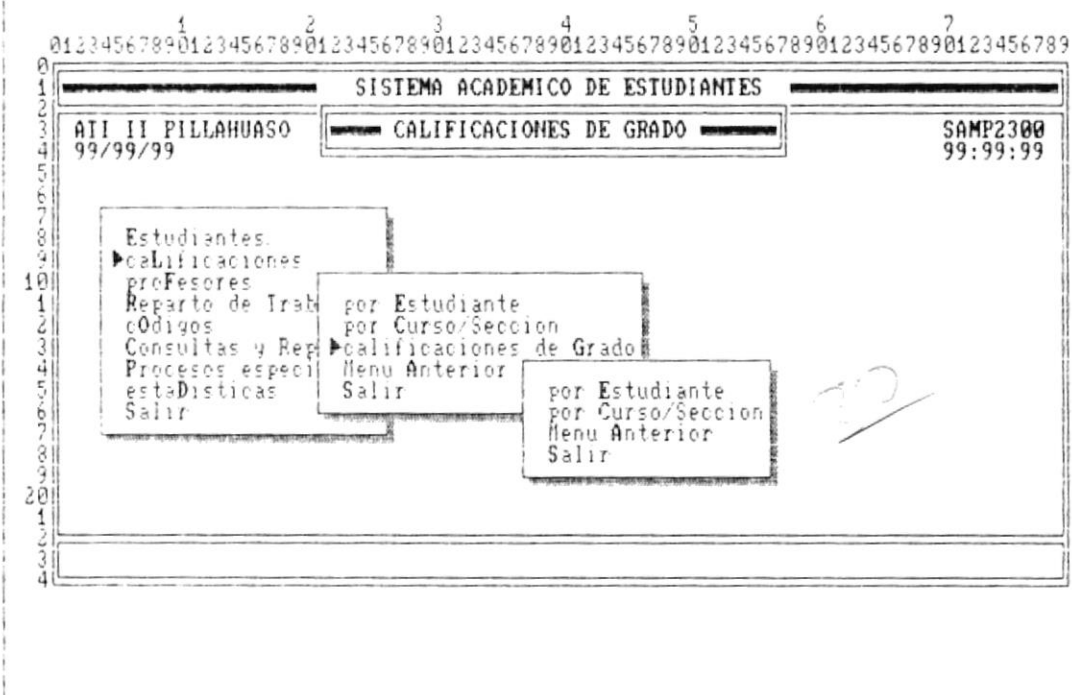 1 2 3 4 5 6 7
01234567890123456789012345678901234567890123456789012345678901234567890123456789
0
1 SISTEMA ACADEMICO DE ESTUDIANTES
2
3 ATI II PILLAHUASO CALIFICACIONES DE GRADO SAMP2300
4 99/99/99 99:99:99
5
6
7
8 Estudiantes
9 caLificaciones
10 proFesores
1 Reparto de Trab por Estudiante
2 cOdigos por Curso/Seccion
3 Consultas y Rep calificaciones de Grado
4 Procesos especi Menu Anterior
5 estaDisticas Salir por Estudiante
6 Salir por Curso/Seccion
7 Menu Anterior
8 Salir
9
20
1
2
3
4